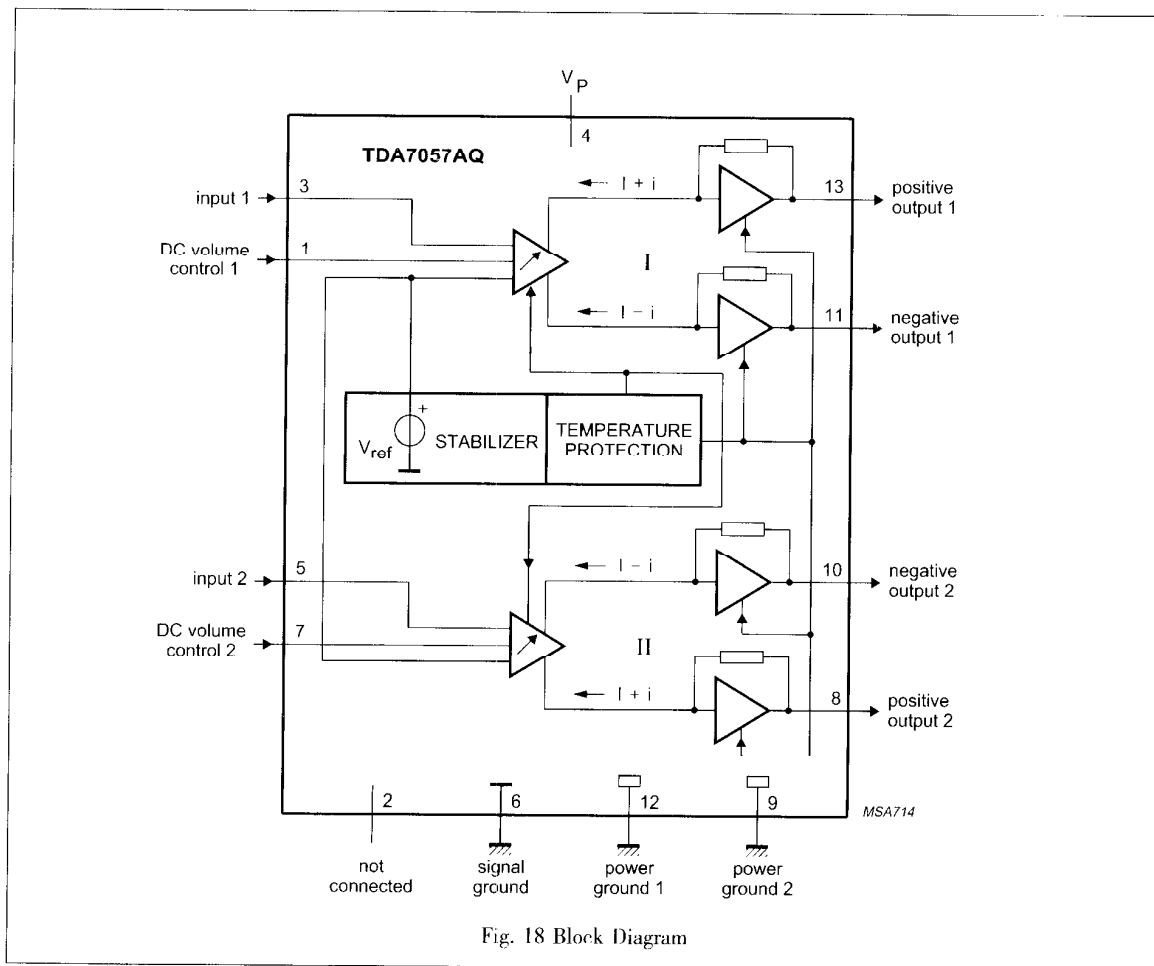 V P
4
TDA7057AQ
input 1
3
I + i
13
positive
output 1
DC volume
control 1
1
I
I – i
11
negative
output 1
+
V ref
STABILIZER
TEMPERATURE
PROTECTION
input 2
5
I – i
10
negative
output 2
DC volume
control 2
7
II
I + i
8
positive
output 2
2
6
12
9
MSA714
not
connected
signal
ground
power
ground 1
power
ground 2
Fig. 18 Block Diagram